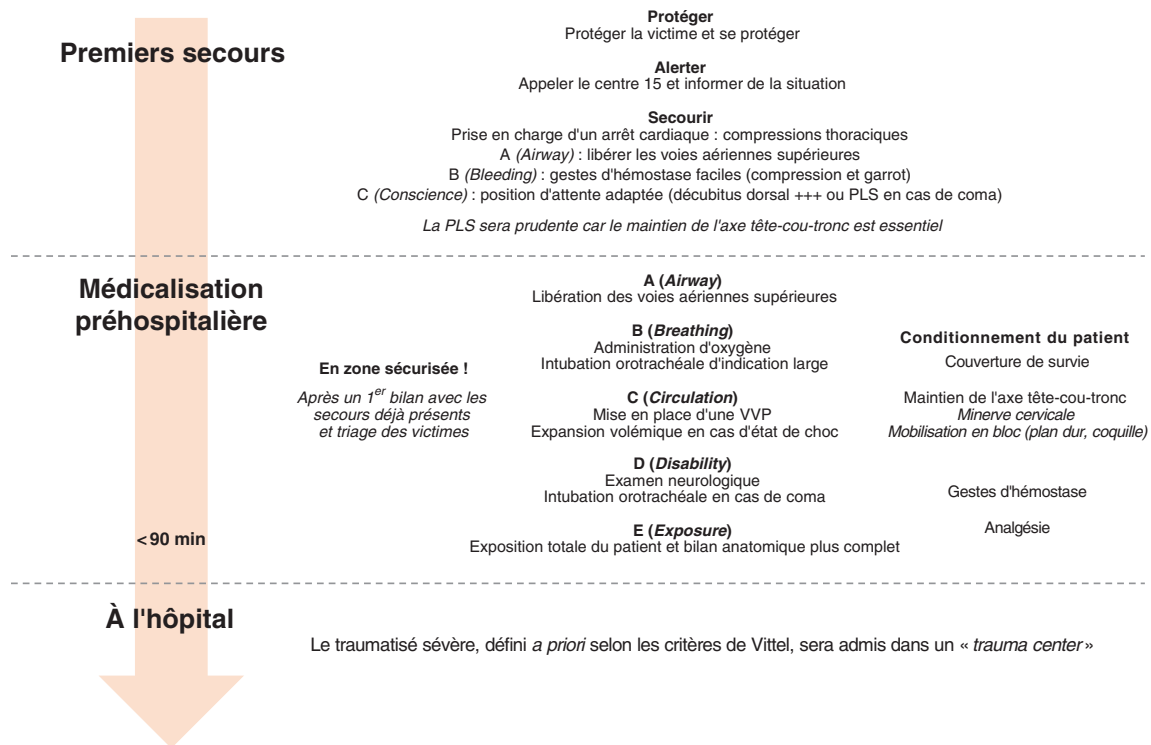 Premiers secours
Protéger
Protéger la victime et se protéger
Alerter
Appeler le centre 15 et informer de la situation
Secourir
Prise en charge d'un arrêt cardiaque : compressions thoraciques
A (Airway) : libérer les voies aériennes supérieures
B (Bleeding) : gestes d'hémostase faciles (compression et garrot)
C (Conscience) : position d'attente adaptée (décubitus dorsal +++ ou PLS en cas de coma)
La PLS sera prudente car le maintien de l'axe tête-cou-tronc est essentiel
Médicalisation
préhospitalière
<90 min
En zone sécurisée !
Après un 1er bilan avec les
secours déjà présents
et triage des victimes
A (Airway)
Libération des voies aériennes supérieures
B (Breathing)
Administration d'oxygène
Intubation orotrachéale d'indication large
C (Circulation)
Mise en place d'une VVP
Expansion volémique en cas d'état de choc
D (Disability)
Examen neurologique
Intubation orotrachéale en cas de coma
E (Exposure)
Exposition totale du patient et bilan anatomique plus complet
Conditionnement du patient
Couverture de survie
Maintien de l'axe tête-cou-tronc
Minerve cervicale
Mobilisation en bloc (plan dur, coquille)
Gestes d'hémostase
Analgésie
À l'hôpital
Le traumatisé sévère, défini a priori selon les critères de Vittel, sera admis dans un « trauma center »